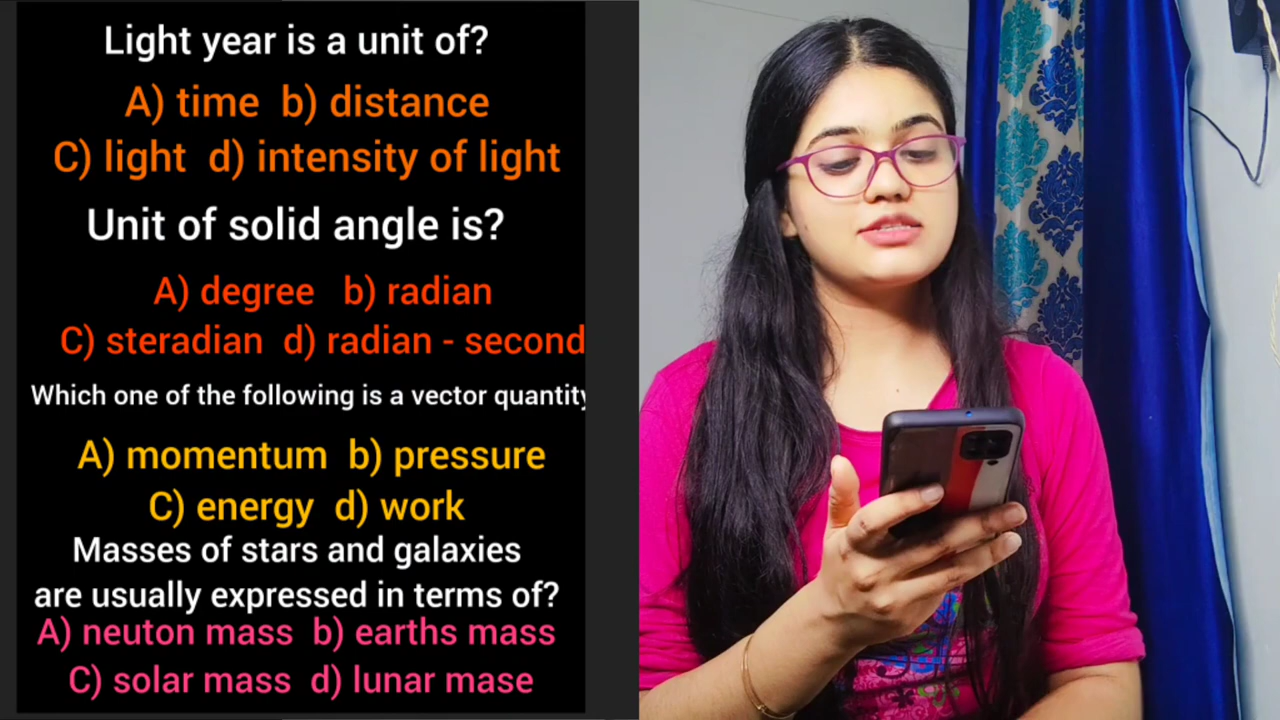 Light year is a unit of?
A) time b) distance
C) light d) intensity of light
Unit of solid angle is?
A) degree b) radian
C) steradian d) radian - second
Which one of the following is a vector quantity
A) momentum b) pressure
C) energy d) work
Masses of stars and galaxies
are usually expressed in terms of?
A) neuton mass b) earths mass
C) solar mass d) lunar mase